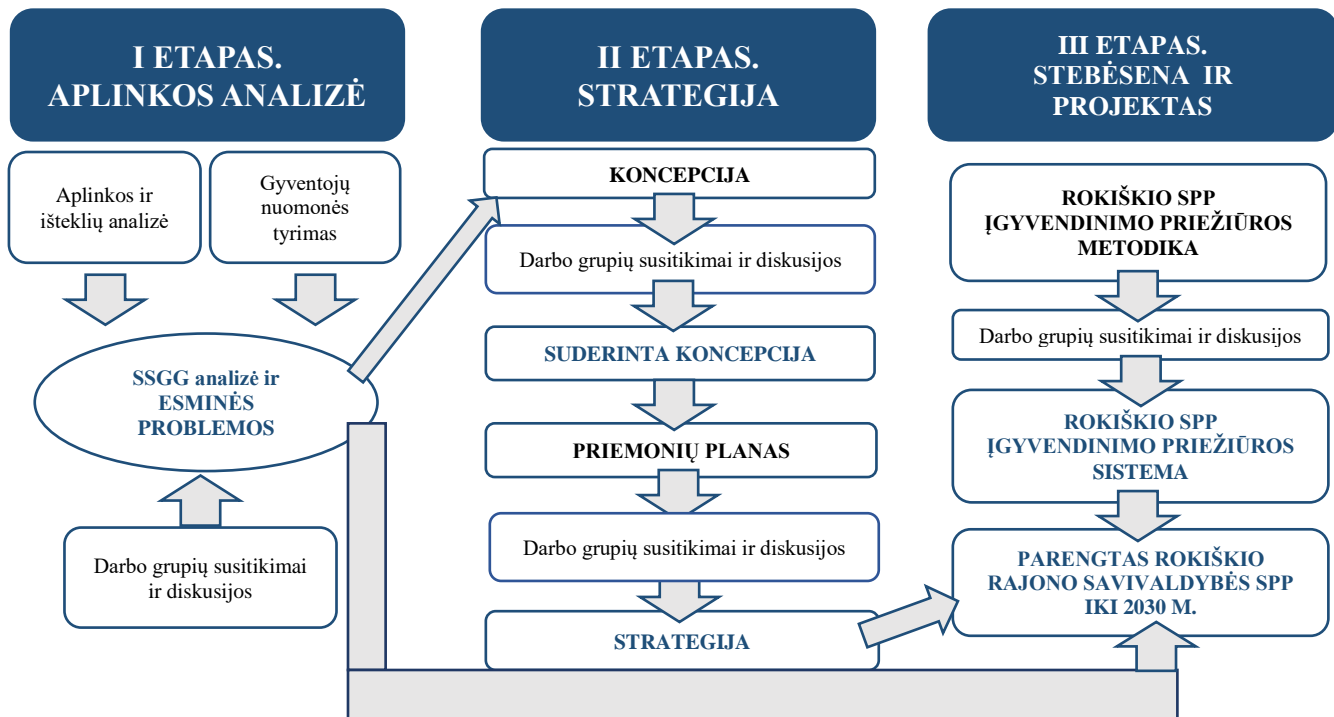 I ETAPAS.
APLINKOS ANALIZĖ
Aplinkos ir
išteklių analizė
Gyventojų
nuomonės
tyrimas
SSGG analizė ir
ESMINĖS
PROBLEMOS
Darbo grupių susitikimai
ir diskusijos
II ETAPAS.
STRATEGIJA
KONCEPCIJA
Darbo grupių susitikimai ir diskusijos
SUDERINTA KONCEPCIJA
PRIEMONIŲ PLANAS
Darbo grupių susitikimai ir diskusijos
STRATEGIJA
III ETAPAS.
STEBĖSENA IR
PROJEKTAS
ROKIŠKIO SPP
ĮGYVENDINIMO PRIEŽIŪROS
METODIKA
Darbo grupių susitikimai ir diskusijos
ROKIŠKIO SPP
ĮGYVENDINIMO PRIEŽIŪROS
SISTEMA
PARENGTAS ROKIŠKIO
RAJONO SAVIVALDYBĖS SPP
IKI 2030 M.